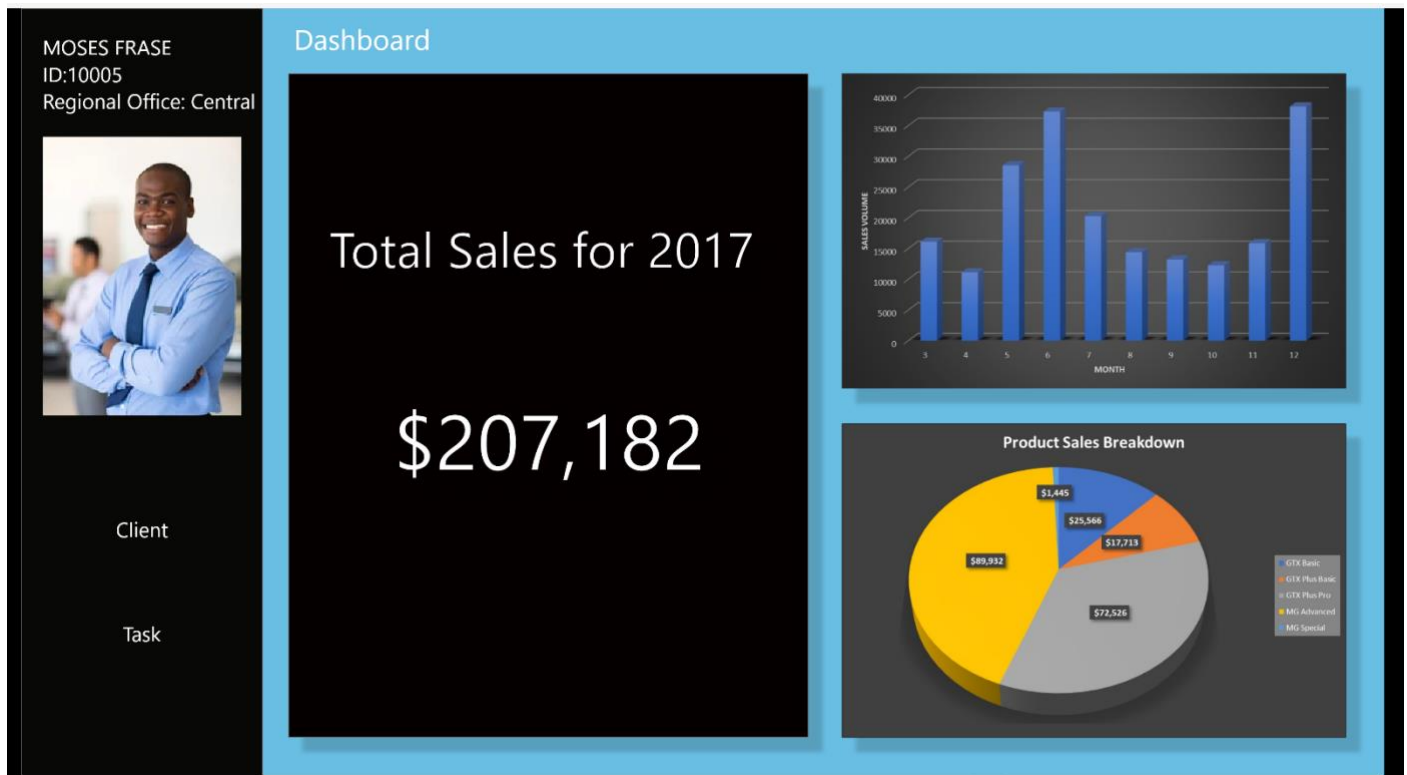 MOSES FRASE
ID:10005
Regional Office: Central
Client
Task
Dashboard
Total Sales for 2017
$207,182
40000
35000
30000
25000
20000
15000
10000
5000
0
SALES VOLUME
3 4 5 6 7 8 9 10 11 12
MONTH
Product Sales Breakdown
$1,445
$25,566
$17,713
$89,932
$72,526
GTX Basic
GTX Plus Basic
GTX Plus Pro
MG Advanced
MG Special